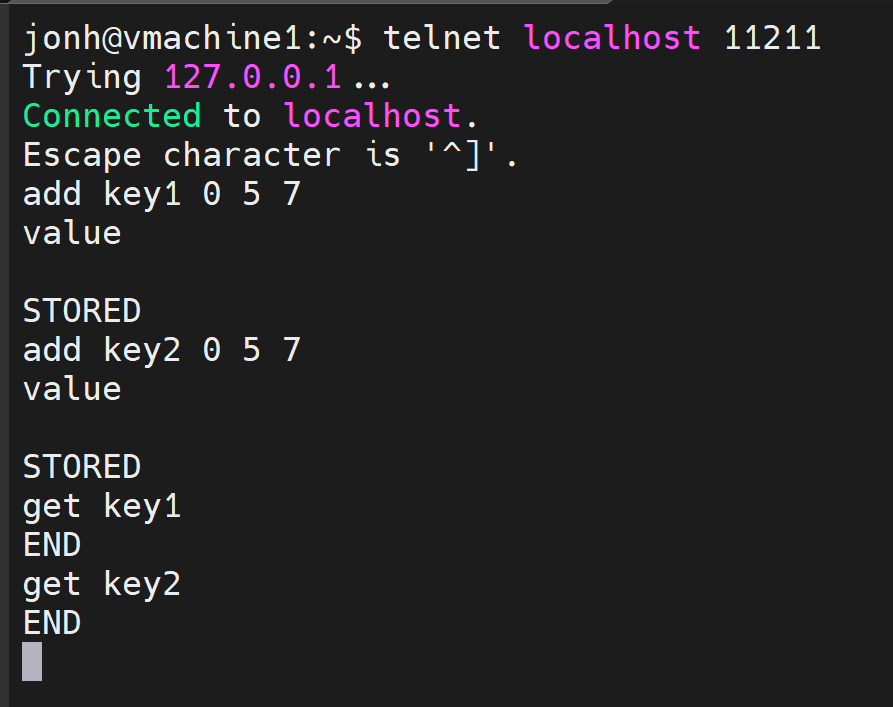 jonh@vmachine1:~$ telnet localhost 11211
Trying 127.0.0.1...
Connected to localhost.
Escape character is '^]'.
add key1 0 5 7
value
STORED
add key2 0 5 7
value
STORED
get key1
END
get key2
END